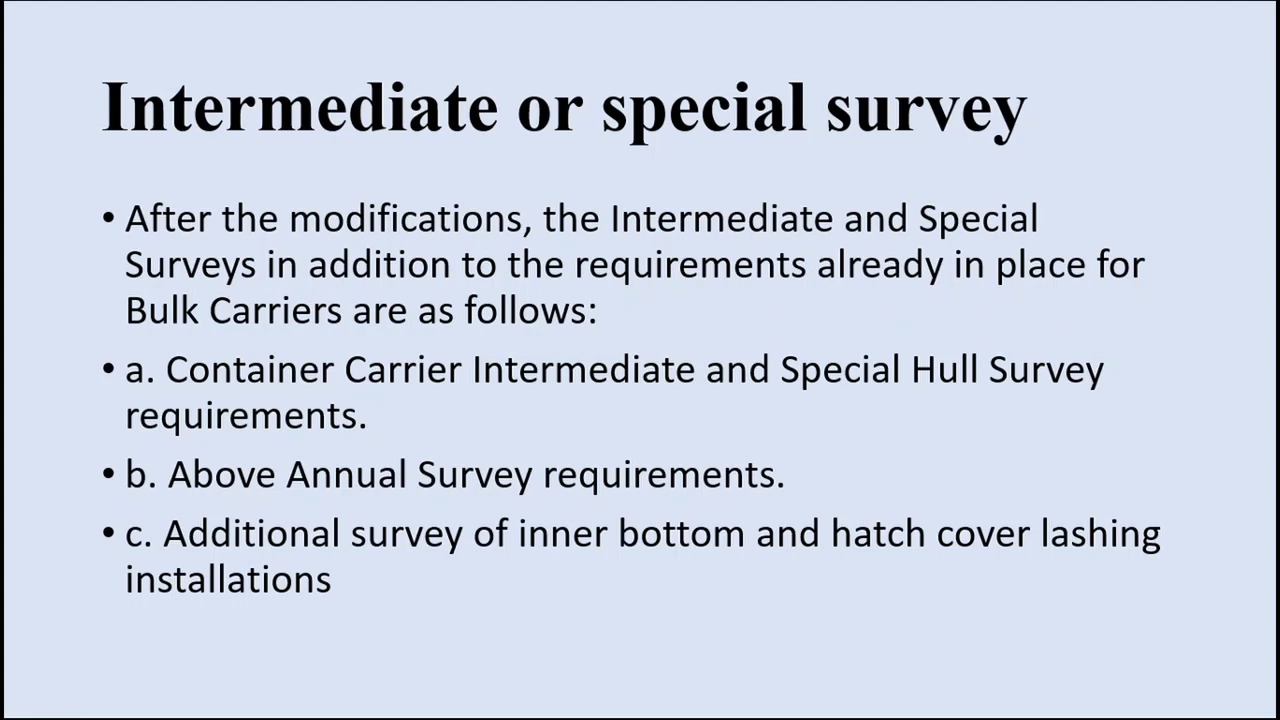 Intermediate or special survey
• After the modifications, the Intermediate and Special
Surveys in addition to the requirements already in place for
Bulk Carriers are as follows:
• a. Container Carrier Intermediate and Special Hull Survey
requirements.
• b. Above Annual Survey requirements.
• c. Additional survey of inner bottom and hatch cover lashing
installations